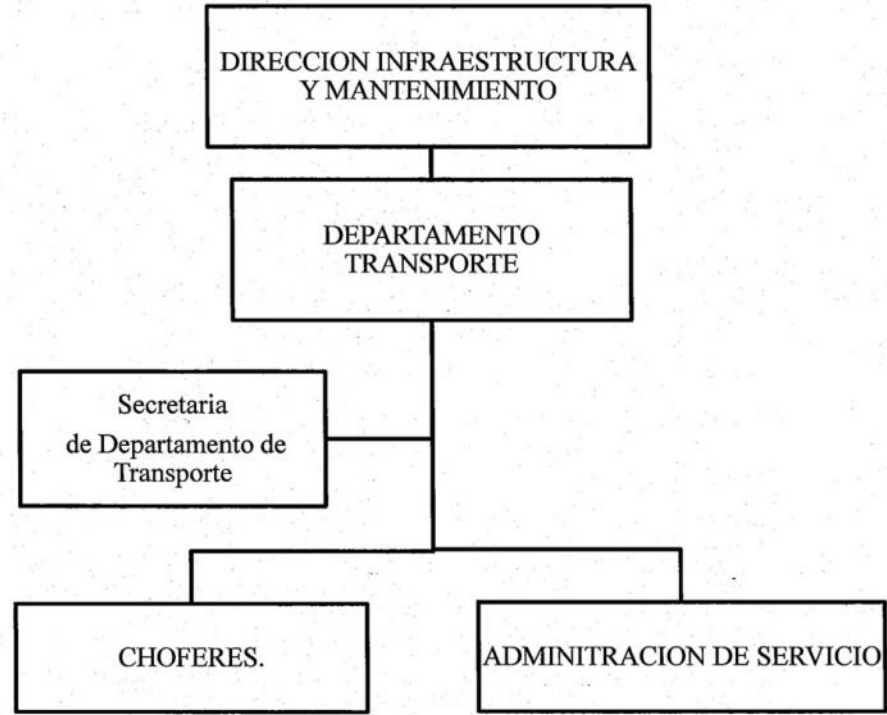 DIRECCION INFRAESTRUCTURA
Y MANTENIMIENTO
DEPARTAMENTO
TRANSPORTE
Secretaria
de Departamento de
Transporte
CHOFERES.
ADMINITRACION DE SERVICIO